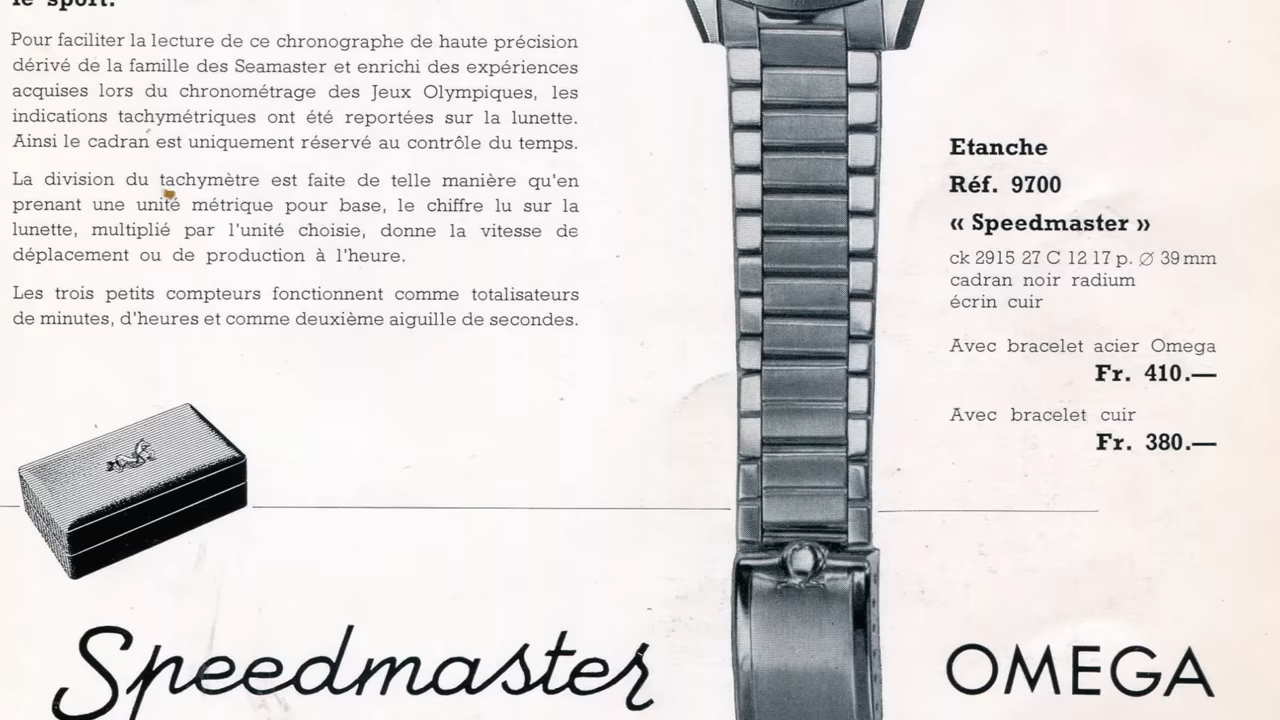 le sport.
Pour faciliter la lecture de ce chronographe de haute précision
dérivé de la famille des Seamaster et enrichi des expériences
acquises lors du chronométrage des Jeux Olympiques, les
indications tachymétriques ont été reportées sur la lunette.
Ainsi le cadran est uniquement réservé au contrôle du temps.
La division du tachymètre est faite de telle manière qu'en
prenant une unité métrique pour base, le chiffre lu sur la
lunette, multiplié par l'unité choisie, donne la vitesse de
déplacement ou de production à l'heure.
Les trois petits compteurs fonctionnent comme totalisateurs
de minutes, d'heures et comme deuxième aiguille de secondes.
Etanche
Réf. 9700
« Speedmaster »
ck 2915 27 C 12 17 p. ∅ 39 mm
cadran noir radium
écrin cuir
Avec bracelet acier Omega
Fr. 410.—
Avec bracelet cuir
Fr. 380.—
Speedmaster
OMEGA